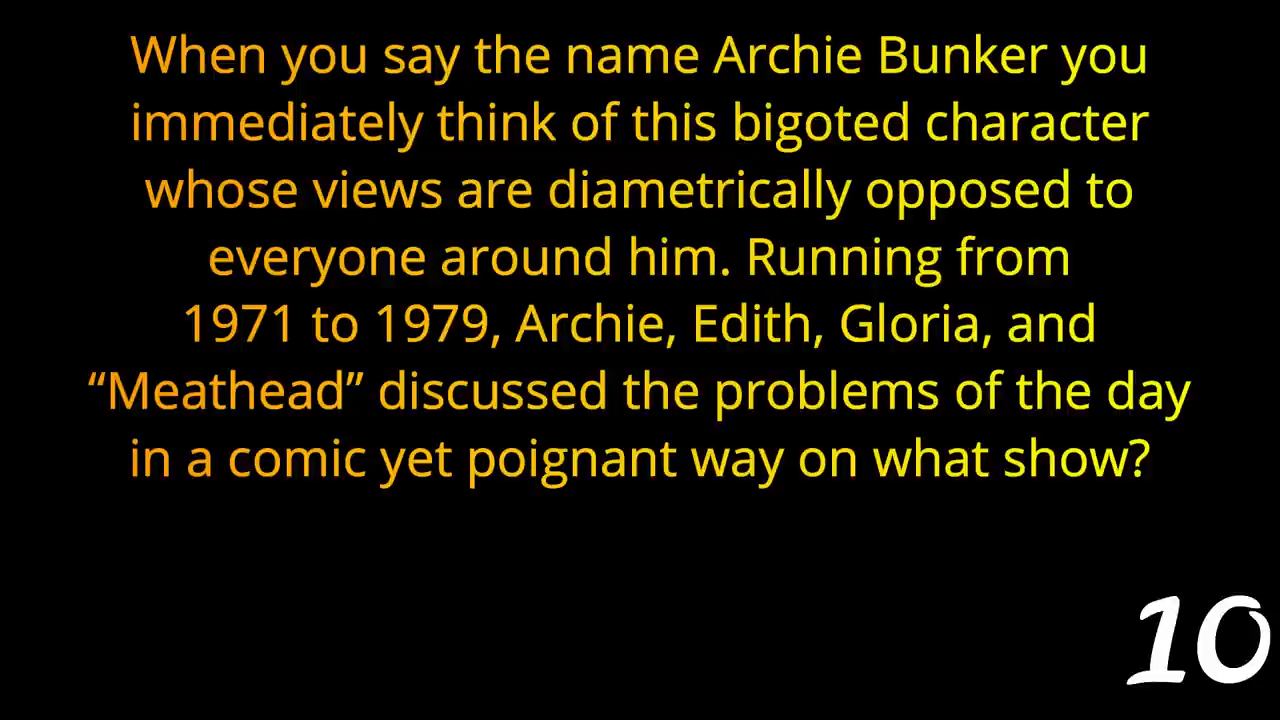 When you say the name Archie Bunker you
immediately think of this bigoted character
whose views are diametrically opposed to
everyone around him. Running from
1971 to 1979, Archie, Edith, Gloria, and
“Meathead” discussed the problems of the day
in a comic yet poignant way on what show?
10